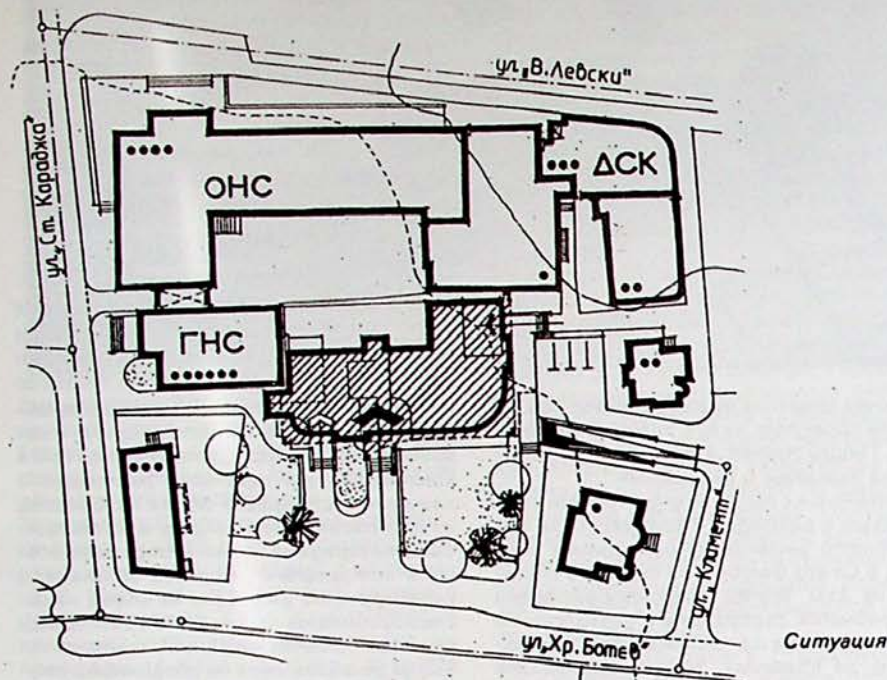 ул. „В. Левски"
ул. „Ст. Караджа"
ОНС
ДСК
ГНС
ул. „Климент"
ул. „Хр. Ботев"
Ситуация